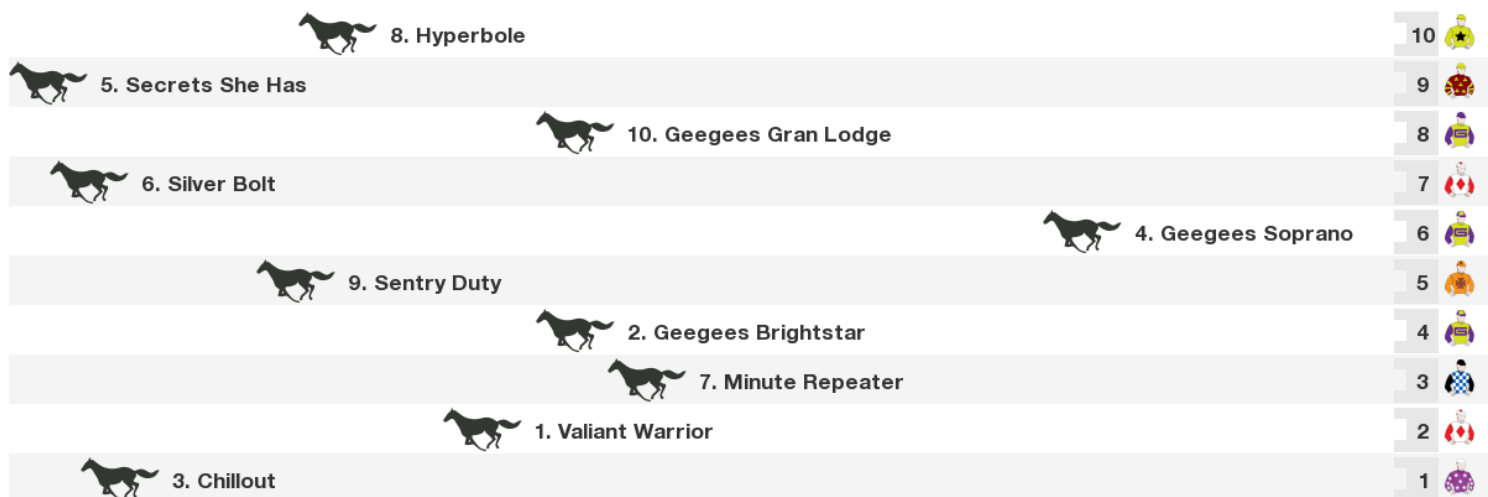 8. Hyperbole 10
5. Secrets She Has 9
10. Geegees Gran Lodge 8
6. Silver Bolt 7
4. Geegees Soprano 6
9. Sentry Duty 5
2. Geegees Brightstar 4
7. Minute Repeater 3
1. Valiant Warrior 2
3. Chillout 1